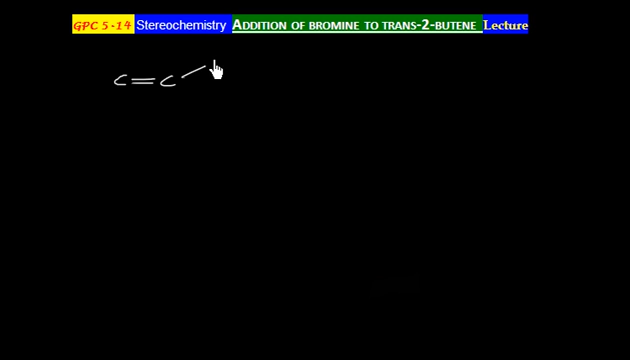 GPC 5.14 Stereochemistry ADDITION OF BROMINE TO TRANS-2-BUTENE Lecture
C=C